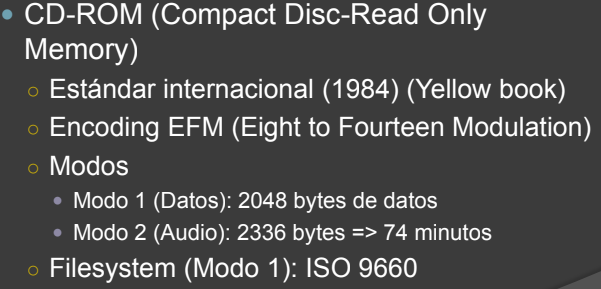 CD-ROM (Compact Disc-Read Only
Memory)
Estándar internacional (1984) (Yellow book)
Encoding EFM (Eight to Fourteen Modulation)
Modos
Modo 1 (Datos): 2048 bytes de datos
Modo 2 (Audio): 2336 bytes => 74 minutos
Filesystem (Modo 1): ISO 9660